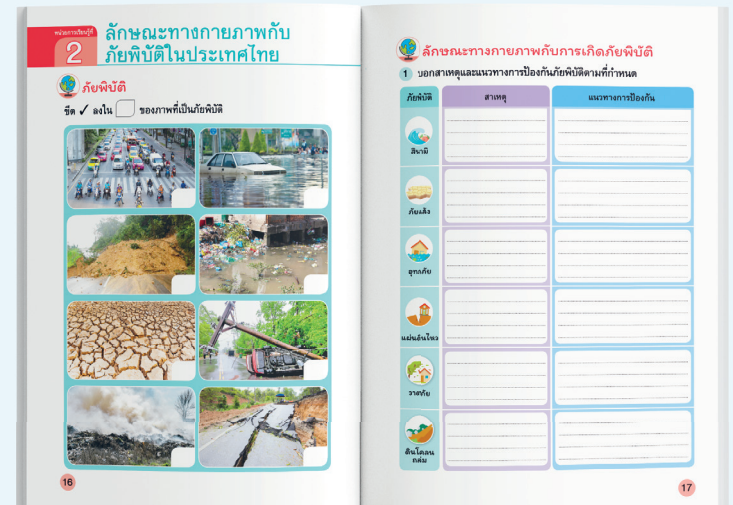 หน่วยการเรียนรู้ที่
2
ลักษณะทางกายภาพกับ
ภัยพิบัติในประเทศไทย
ภัยพิบัติ
ขีด ✓ ลงใน ของภาพที่เป็นภัยพิบัติ
16
ลักษณะทางกายภาพกับการเกิดภัยพิบัติ
1 บอกสาเหตุและแนวทางการป้องกันภัยพิบัติตามที่กำหนด
ภัยพิบัติ สาเหตุ แนวทางการป้องกัน
สึนามิ
ภัยแล้ง
อุทกภัย
แผ่นดินไหว
วาตภัย
ดินโคลน
ถล่ม
17